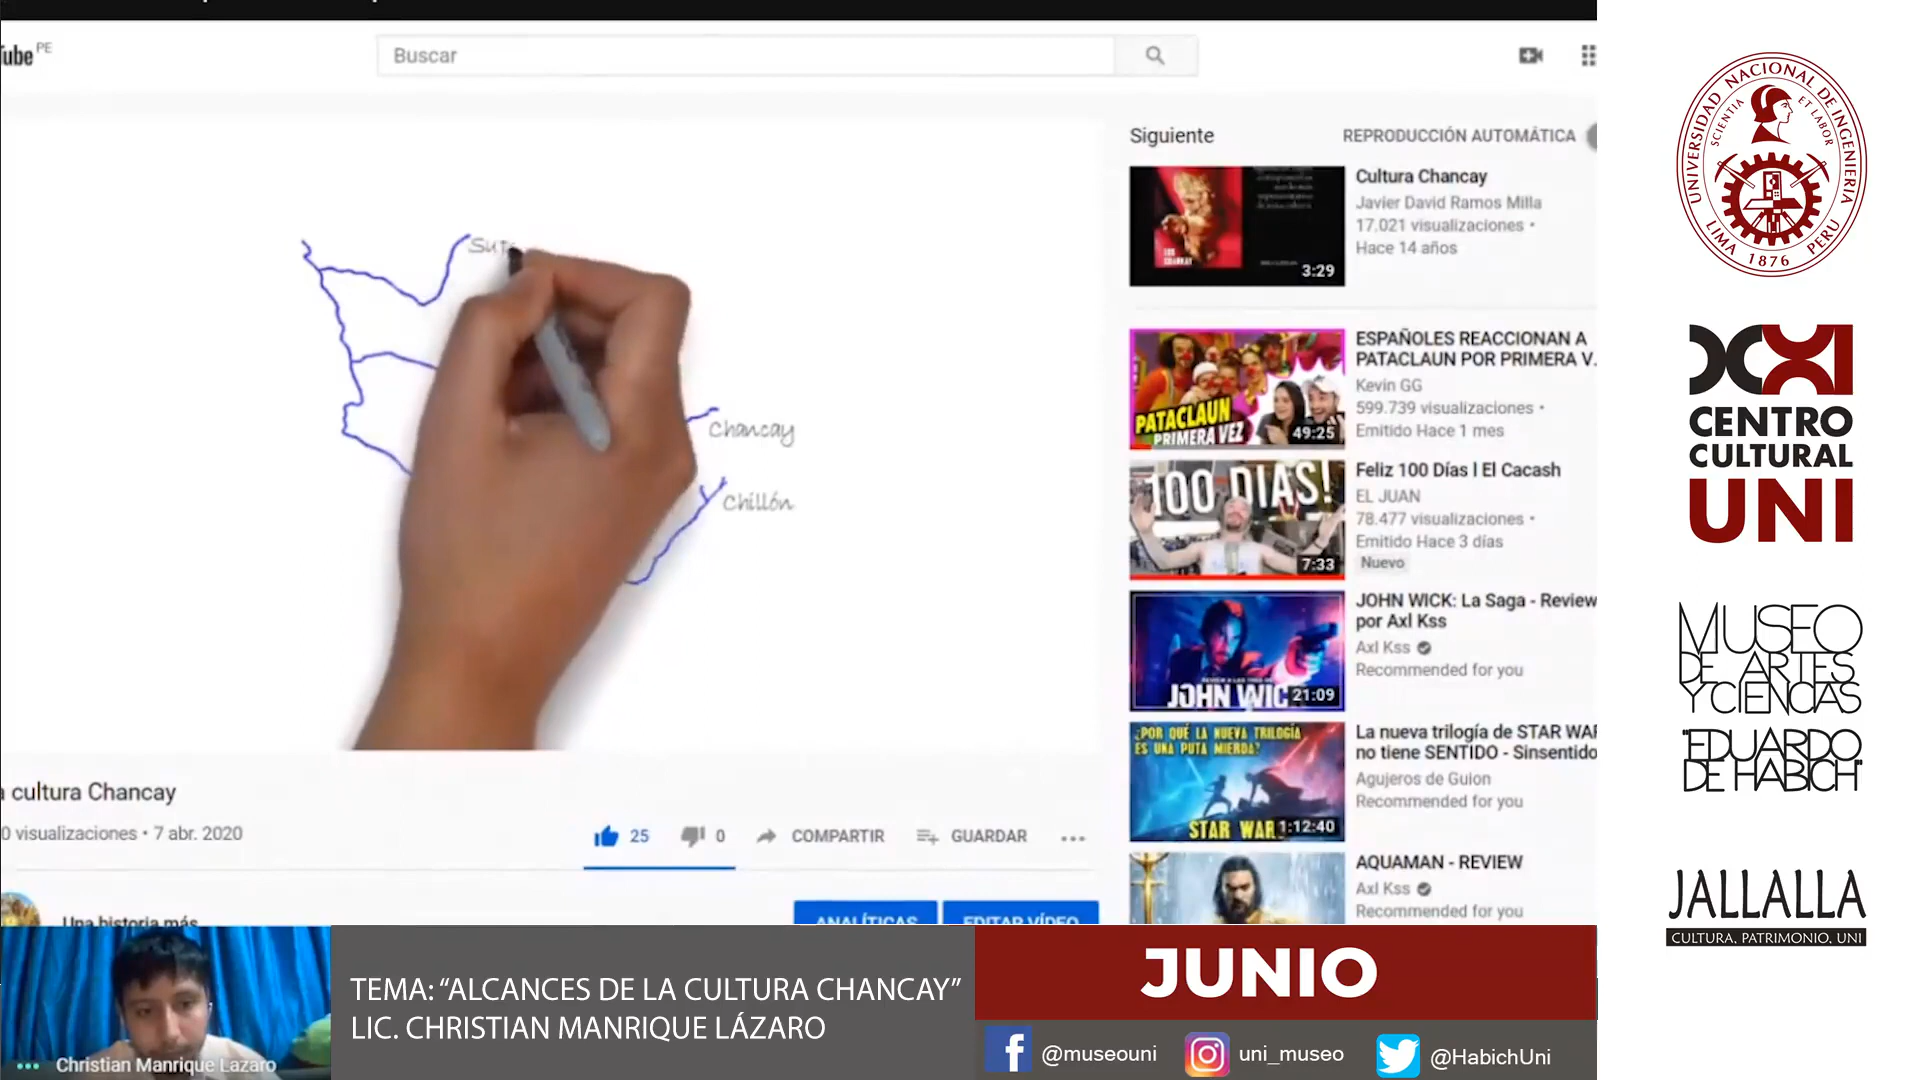 Tube PE
Buscar
Siguiente
REPRODUCCIÓN AUTOMÁTICA
Cultura Chancay
Javier David Ramos Milla
17.021 visualizaciones •
Hace 14 años
LOS
CHANCAY
3:29
ESPAÑOLES REACCIONAN A
PATACLAUN POR PRIMERA V...
Kevin GG
599.739 visualizaciones •
Emitido Hace 1 mes
PATACLAUN
PRIMERA VEZ
49:25
Feliz 100 Días l El Cacash
EL JUAN
78.477 visualizaciones •
Emitido Hace 3 días
Nuevo
100 DIAS!
7:33
JOHN WICK: La Saga - Review
por Axl Kss
Axl Kss
Recommended for you
JOHN WIC
21:09
La nueva trilogía de STAR WAR
no tiene SENTIDO - Sinsentido
Agujeros de Guion
Recommended for you
¿POR QUÉ LA NUEVA TRILOGÍA
ES UNA PUTA MIERDA?
STAR WAR
1:12:40
AQUAMAN - REVIEW
Axl Kss
Recommended for you
Sup
Chancay
Chillón
a cultura Chancay
0 visualizaciones • 7 abr. 2020
25
0
COMPARTIR
GUARDAR
Una historia más
ANALÍTICAS
EDITAR VÍDEO
Christian Manrique Lazaro
TEMA: “ALCANCES DE LA CULTURA CHANCAY”
LIC. CHRISTIAN MANRIQUE LÁZARO
JUNIO
@museouni
uni_museo
@HabichUni
UNIVERSIDAD NACIONAL DE INGENIERIA
SCIENTIA ET LABOR
LIMA 1876 PERU
XXI
CENTRO
CULTURAL
UNI
MUSEO
DE ARTES
Y CIENCIAS
"EDUARDO
DE HABICH"
JALLALLA
CULTURA, PATRIMONIO, UNI